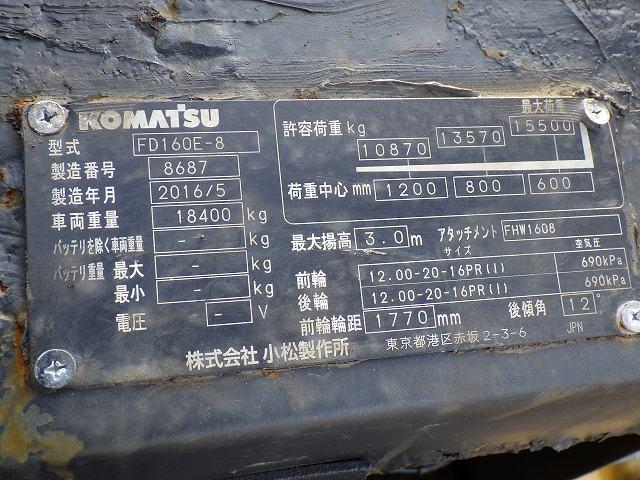 KOMATSU
型式 FD160E-8
製造番号 8687
製造年月 2016/5
車両重量 18400 kg
バッテリを除く車両重量 - kg
バッテリ重量 最大 - kg
最小 - kg
電圧 - V
最大荷重
許容荷重 kg 10870 13570 15500
荷重中心 mm 1200 800 600
最大揚高 3.0 m アタッチメント FHW1608
サイズ 空気圧
前輪 12.00-20-16PR(I) 690kPa
後輪 12.00-20-16PR(I) 690kPa
前輪輪距 1770 mm 後傾角 12°
株式会社 小松製作所 東京都港区赤坂 2-3-6 JPN